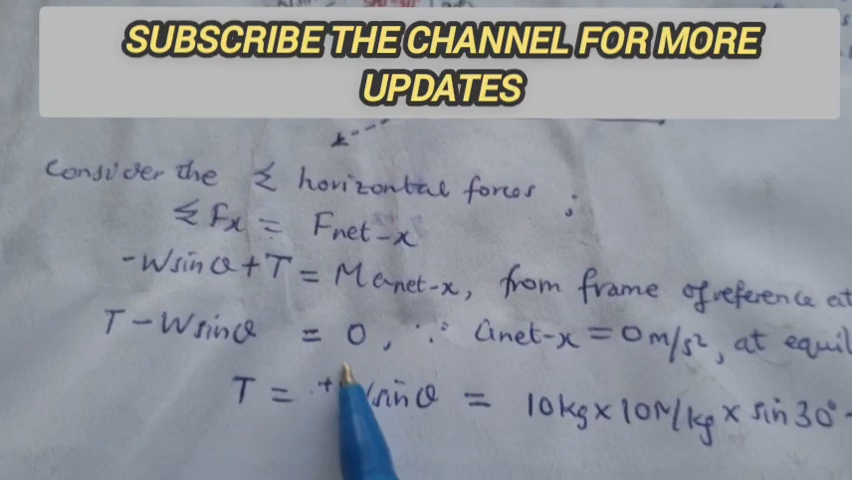 SUBSCRIBE THE CHANNEL FOR MORE
UPDATES
Consider the Σ horizontal forces ;
ΣFx = Fnet-x
-Wsinθ+T = Manet-x, from frame of reference at
T-Wsinθ = 0, ∵ anet-x = 0m/s², at equil
T = + sinθ = 10kg×10N/kg × sin30°